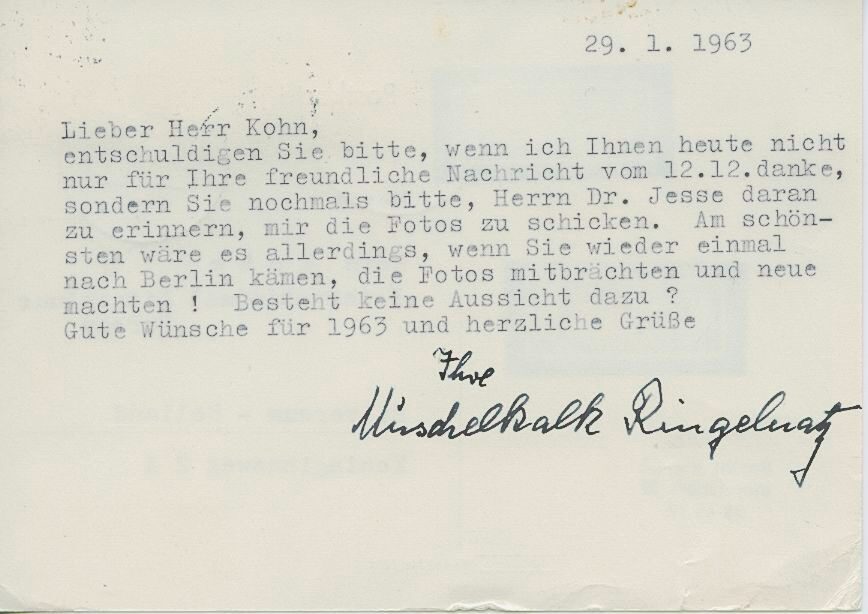 29. 1. 1963
Lieber Herr Kohn,
entschuldigen Sie bitte, wenn ich Ihnen heute nicht
nur für Ihre freundliche Nachricht vom 12.12.danke,
sondern Sie nochmals bitte, Herrn Dr. Jesse daran
zu erinnern, mir die Fotos zu schicken. Am schön-
sten wäre es allerdings, wenn Sie wieder einmal
nach Berlin kämen, die Fotos mitbrächten und neue
machten ! Besteht keine Aussicht dazu ?
Gute Wünsche für 1963 und herzliche Grüße
Ihre
Muschelkalk Ringelnatz